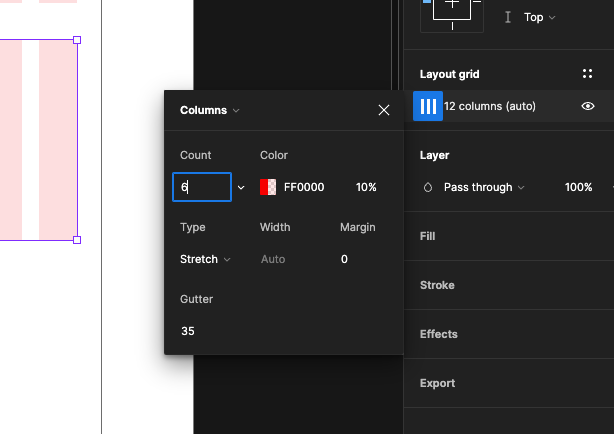 Top
Layout grid
12 columns (auto)
Columns
Count
Color
6
FF0000
10%
Type
Width
Margin
Stretch
Auto
0
Gutter
35
Layer
Pass through
100%
Fill
Stroke
Effects
Export